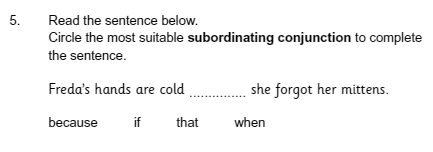 5. Read the sentence below.
Circle the most suitable subordinating conjunction to complete
the sentence.
Freda's hands are cold ............... she forgot her mittens.
because if that when